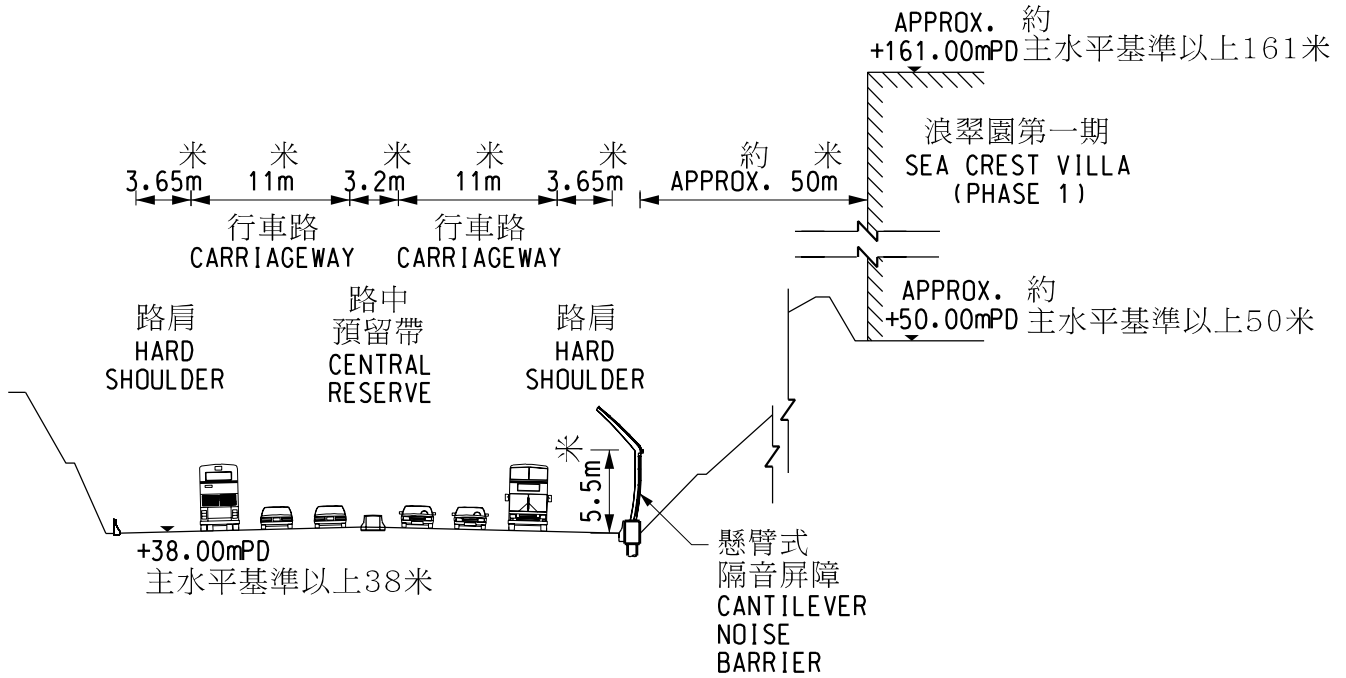 APPROX. 約
+161.00mPD 主水平基準以上161米
浪翠園第一期
SEA CREST VILLA
(PHASE 1)
米 米 米 米 米 約 米
3.65m 11m 3.2m 11m 3.65m APPROX. 50m
行車路 行車路
CARRIAGEWAY CARRIAGEWAY
APPROX. 約
+50.00mPD 主水平基準以上50米
路肩
HARD
SHOULDER
路中
預留帶
CENTRAL
RESERVE
路肩
HARD
SHOULDER
米
5.5m
+38.00mPD
主水平基準以上38米
懸臂式
隔音屏障
CANTILEVER
NOISE
BARRIER